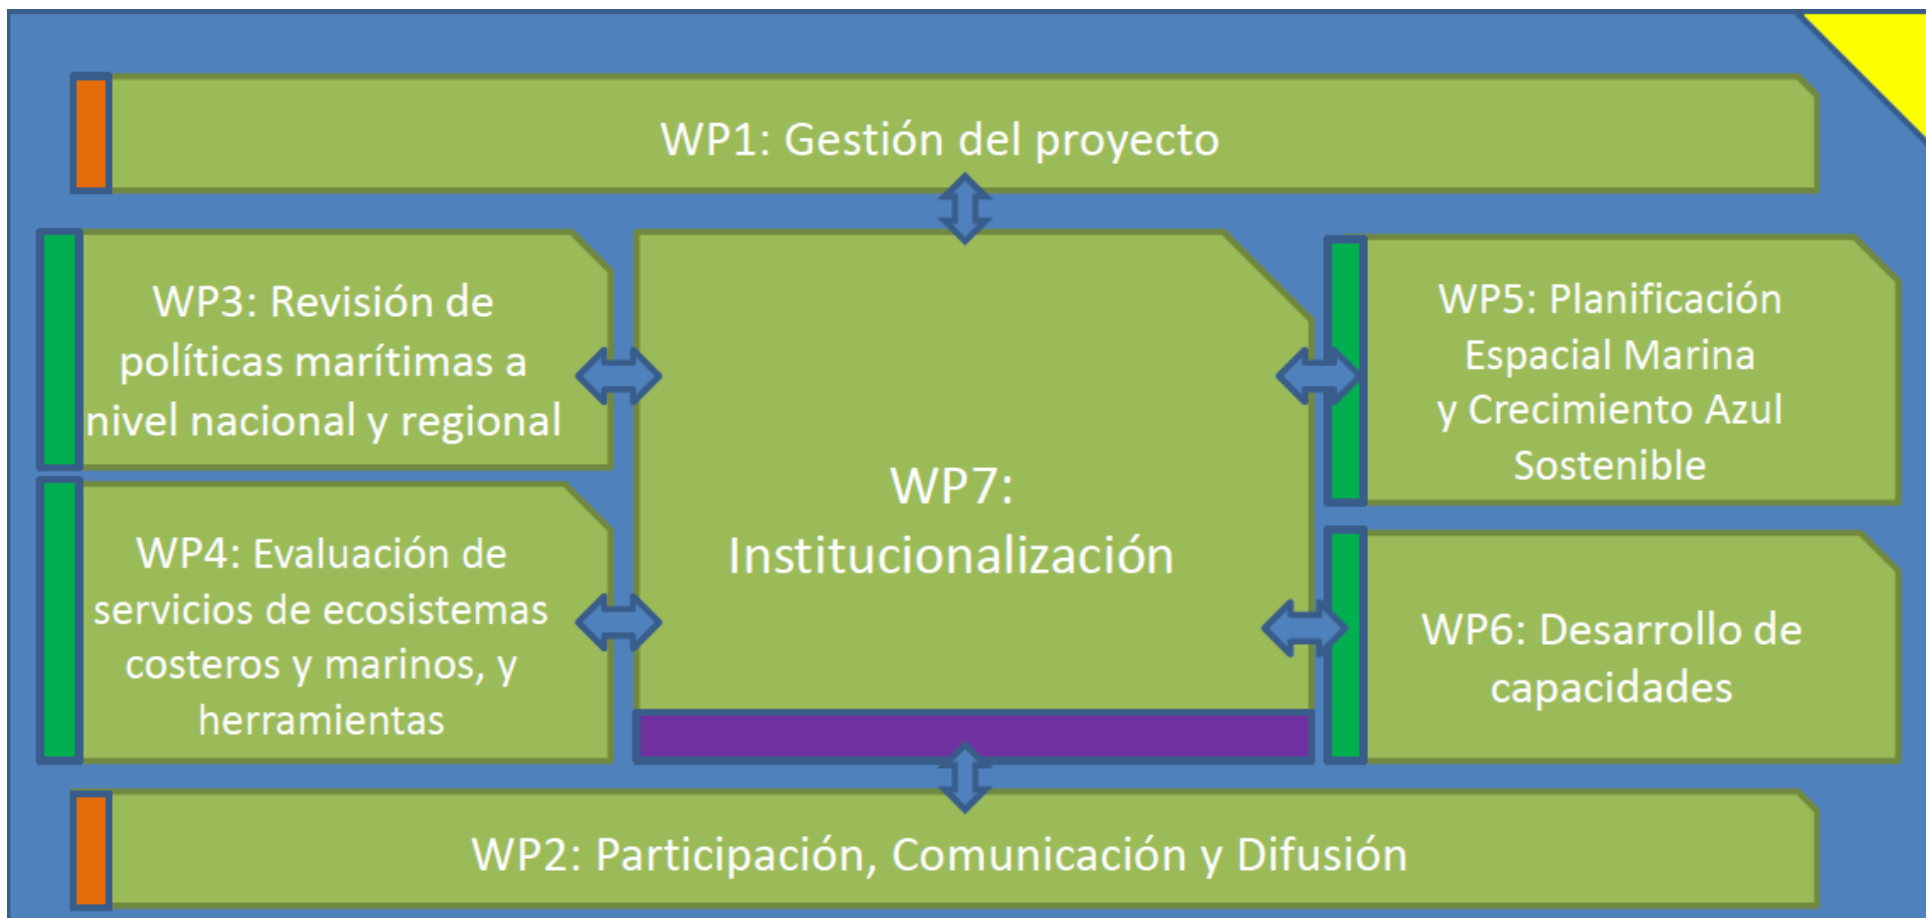 WP1: Gestión del proyecto
WP3: Revisión de
políticas marítimas a
nivel nacional y regional
WP4: Evaluación de
servicios de ecosistemas
costeros y marinos, y
herramientas
WP7:
Institucionalización
WP5: Planificación
Espacial Marina
y Crecimiento Azul
Sostenible
WP6: Desarrollo de
capacidades
WP2: Participación, Comunicación y Difusión